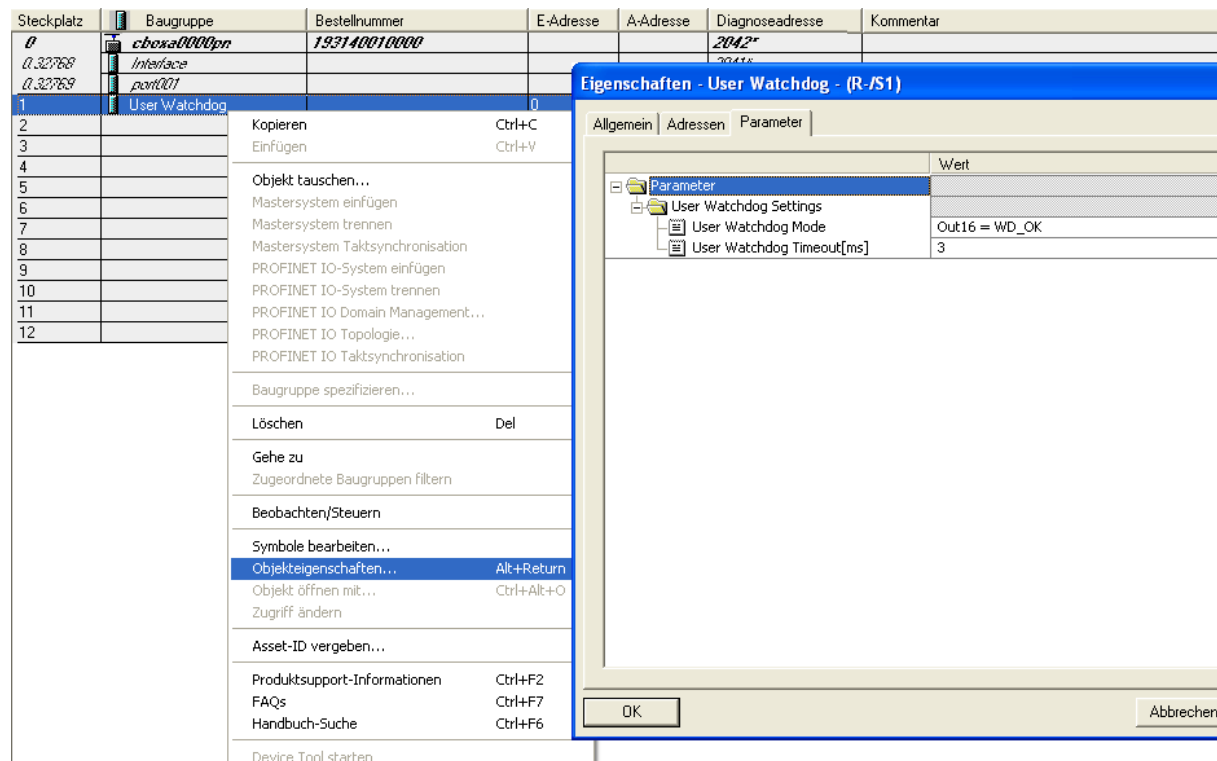 Steckplatz Baugruppe Bestellnummer E-Adresse A-Adresse Diagnoseadresse Kommentar
0 cboxa0000pn 193140010000 2042*
0.32768 Interface 2041*
0.32769 port001
1 User Watchdog 0
2
3
4
5
6
7
8
9
10
11
12
Kopieren Ctrl+C
Einfügen Ctrl+V
Objekt tauschen...
Mastersystem einfügen
Mastersystem trennen
Mastersystem Taktsynchronisation
PROFINET IO-System einfügen
PROFINET IO-System trennen
PROFINET IO Domain Management...
PROFINET IO Topologie...
PROFINET IO Taktsynchronisation
Baugruppe spezifizieren...
Löschen Del
Gehe zu
Zugeordnete Baugruppen filtern
Beobachten/Steuern
Symbole bearbeiten...
Objekteigenschaften... Alt+Return
Objekt öffnen mit... Ctrl+Alt+O
Zugriff ändern
Asset-ID vergeben...
Produktsupport-Informationen Ctrl+F2
FAQs Ctrl+F7
Handbuch-Suche Ctrl+F6
Device Tool starten
Eigenschaften - User Watchdog - (R-/S1)
Allgemein Adressen Parameter
Wert
Parameter
User Watchdog Settings
User Watchdog Mode Out16 = WD_OK
User Watchdog Timeout[ms] 3
OK Abbrechen